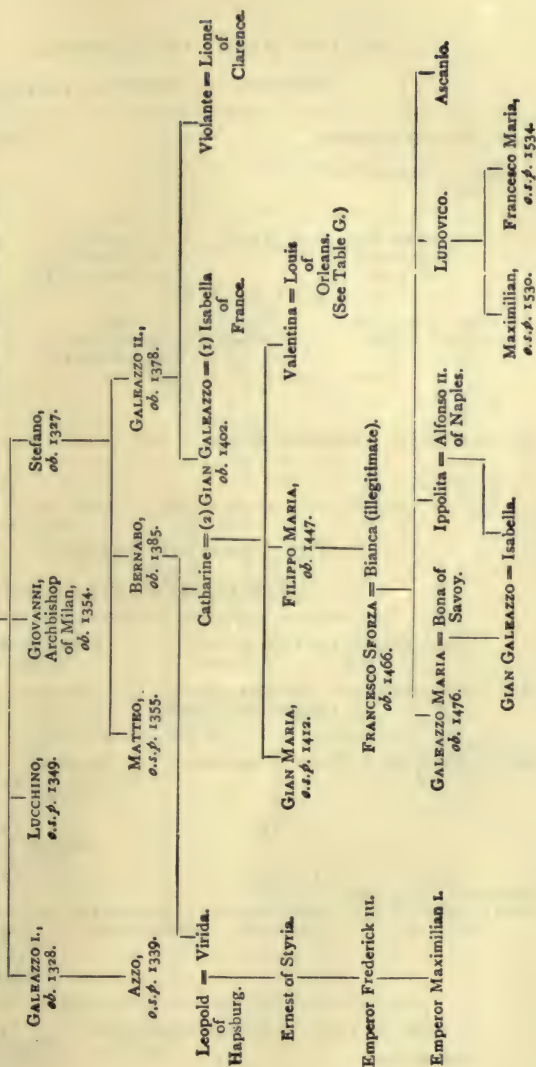 GALEAZZO I.,
ob. 1328.
LUCCHINO,
o.s.p. 1349.
GIOVANNI,
Archbishop
of Milan,
ob. 1354.
Stefano,
ob. 1327.
AZZO,
o.s.p. 1339.
MATTEO,
o.s.p. 1355.
BERNABO,
ob. 1385.
GALEAZZO II.,
ob. 1378.
Leopold = Virida.
of
Hapsburg.
Catharine = (2) GIAN GALEAZZO = (1) Isabella
ob. 1402.
of
France.
Violante = Lionel
of
Clarence.
Ernest of Styria.
GIAN MARIA,
o.s.p. 1412.
FILIPPO MARIA,
ob. 1447.
Valentina = Louis
of
Orleans.
(See Table G.)
Emperor Frederick III.
FRANCESCO SFORZA = Bianca (illegitimate).
ob. 1466.
Emperor Maximilian I.
GALEAZZO MARIA = Bona of
ob. 1476.
Savoy.
Ippolita = Alfonso II.
of Naples.
LUDOVICO.
Ascanio.
GIAN GALEAZZO = Isabella.
Maximilian,
o.s.p. 1530.
Francesco Maria,
o.s.p. 1534.